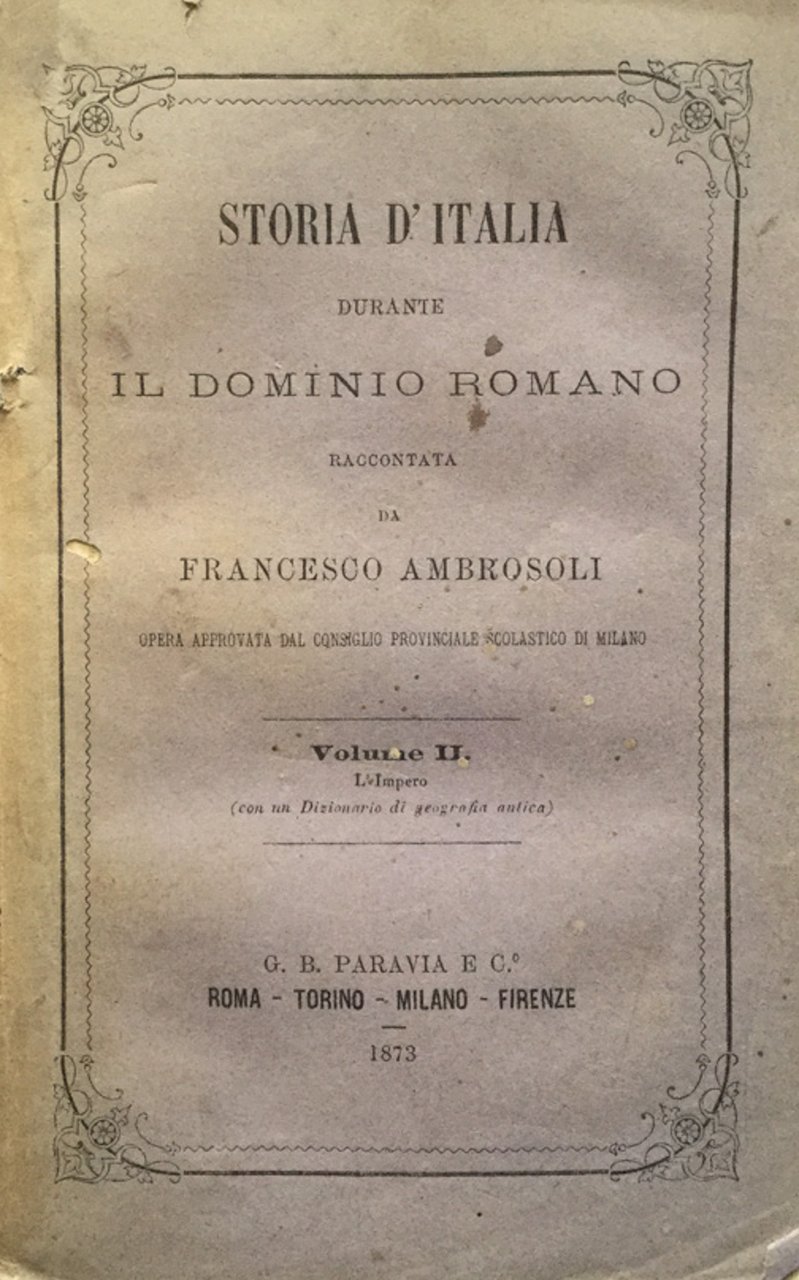 STORIA D'ITALIA
DURANTE
IL DOMINIO ROMANO
RACCONTATA
DA
FRANCESCO AMBROSOLI
OPERA APPROVATA DAL CONSIGLIO PROVINCIALE SCOLASTICO DI MILANO
Volume II.
L'Impero
(con un Dizionario di geografia antica)
G. B. PARAVIA E C.º
ROMA - TORINO - MILANO - FIRENZE
1873